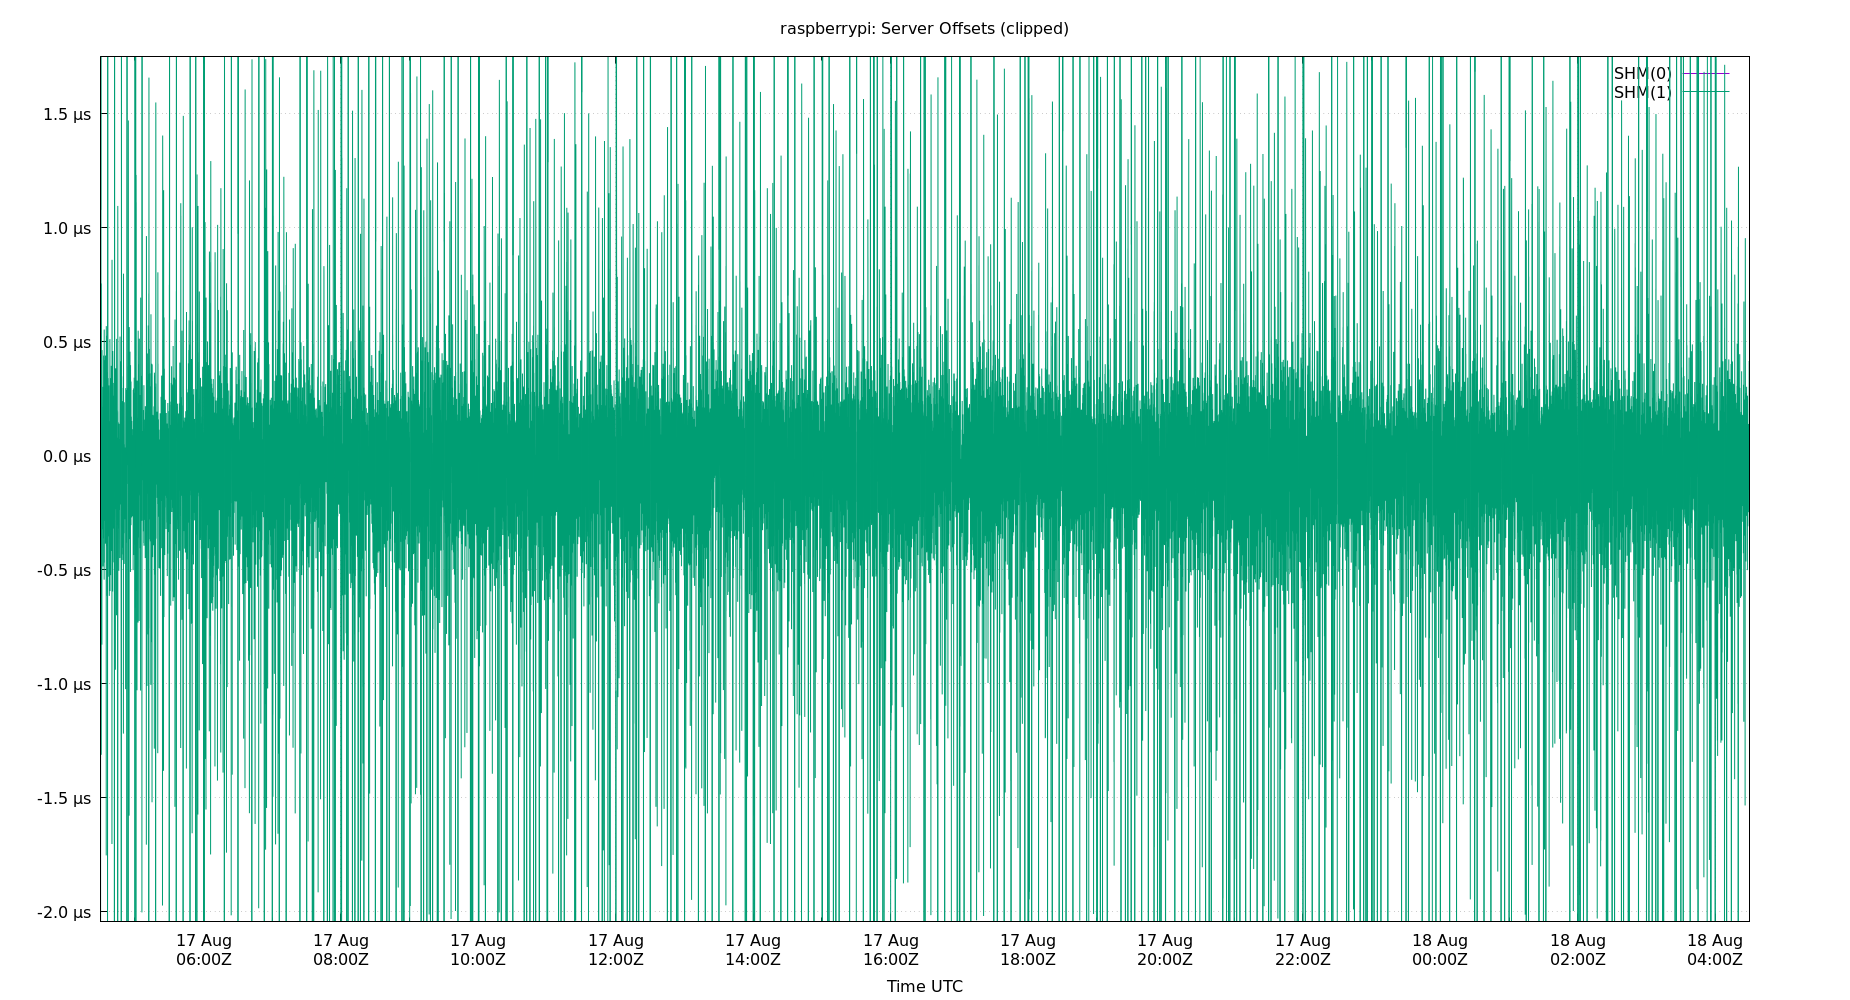 raspberrypi: Server Offsets (clipped)
SHM(0)
SHM(1)
1.5 µs
1.0 µs
0.5 µs
0.0 µs
-0.5 µs
-1.0 µs
-1.5 µs
-2.0 µs
17 Aug 17 Aug 17 Aug 17 Aug 17 Aug 17 Aug 17 Aug 17 Aug 17 Aug 18 Aug 18 Aug 18 Aug
06:00Z 08:00Z 10:00Z 12:00Z 14:00Z 16:00Z 18:00Z 20:00Z 22:00Z 00:00Z 02:00Z 04:00Z
Time UTC